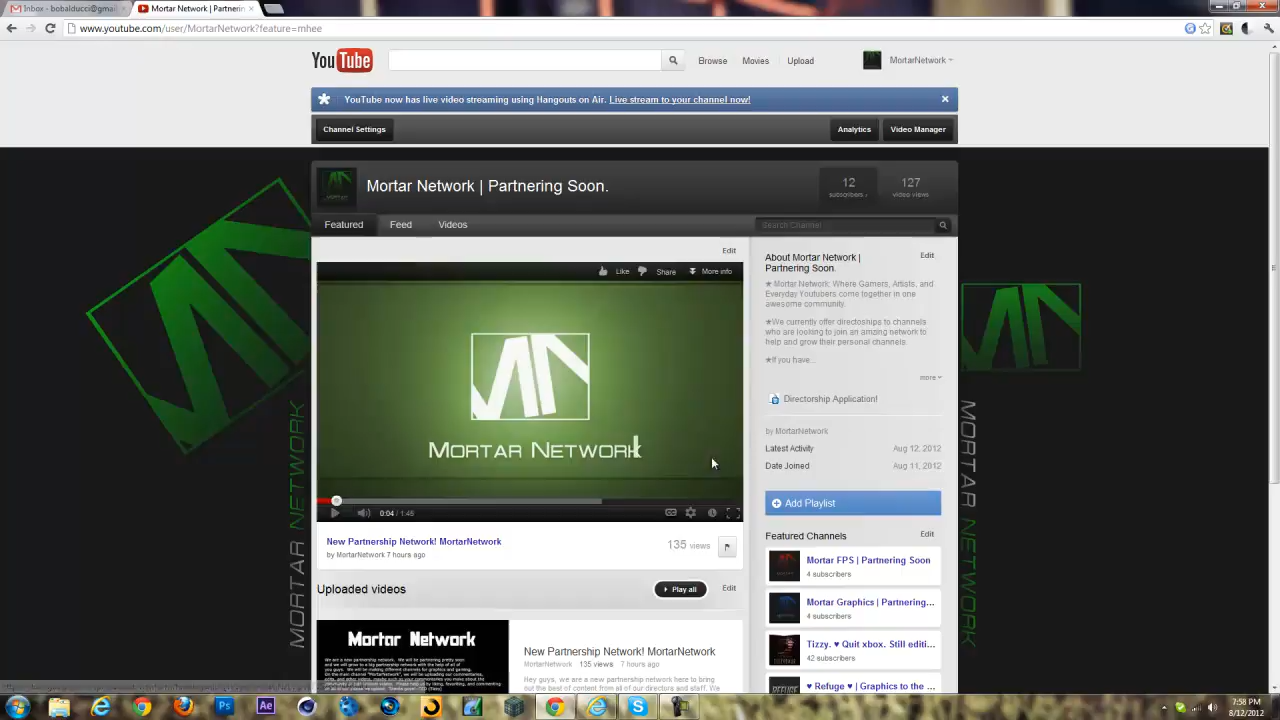 Inbox - bobalducci@gmai
Mortar Network | Partnerin
www.youtube.com/user/MortarNetwork?feature=mhee
YouTube
Browse
Movies
Upload
MortarNetwork
YouTube now has live video streaming using Hangouts on Air. Live stream to your channel now!
Channel Settings
Analytics
Video Manager
Mortar Network | Partnering Soon.
12
subscribers
127
video views
Featured
Feed
Videos
Search Channel
Edit
Like
Share
More info
MORTAR NETWORK
0:04 / 1:46
New Partnership Network! MortarNetwork
by MortarNetwork 7 hours ago
135 views
Uploaded videos
Play all
Edit
Mortar Network
New Partnership Network! MortarNetwork
MortarNetwork 135 views 7 hours ago
Hey guys, we are a new partnership network here to
bring out the best of content from all of our directors and staff. We
About Mortar Network |
Partnering Soon.
Edit
★ Mortar Network: Where Gamers, Artists, and
Everyday Youtubers come together in one
awesome community.
★We currently offer directoships to channels
who are looking to join an amzing network to
help and grow their personal channels.
★If you have...
more
Directorship Application!
by MortarNetwork
Latest Activity
Aug 12, 2012
Date Joined
Aug 11, 2012
Add Playlist
Featured Channels
Edit
Mortar FPS | Partnering Soon
4 subscribers
Mortar Graphics | Partnering...
4 subscribers
Tizzy. ♥ Quit xbox. Still editi...
42 subscribers
♥ Refuge ♥ | Graphics to the ...
REFUGE
MORTAR NETWORK
MORTAR NETWORK
Ps
Ae
7:58 PM
8/12/2012